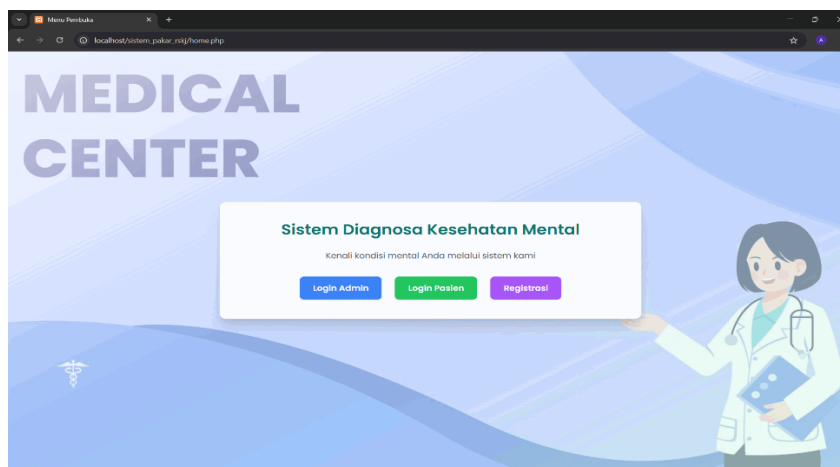 Menu Pembuka
localhost/sistem_pakar_rskj/home.php
MEDICAL
CENTER
Sistem Diagnosa Kesehatan Mental
Kenali kondisi mental Anda melalui sistem kami
Login Admin
Login Pasien
Registrasi